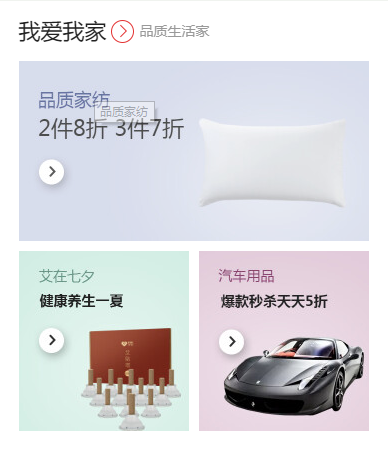 我爱我家
品质生活家
品质家纺
品质家纺
2件8折 3件7折
艾在七夕
健康养生一夏
汽车用品
爆款秒杀天天5折